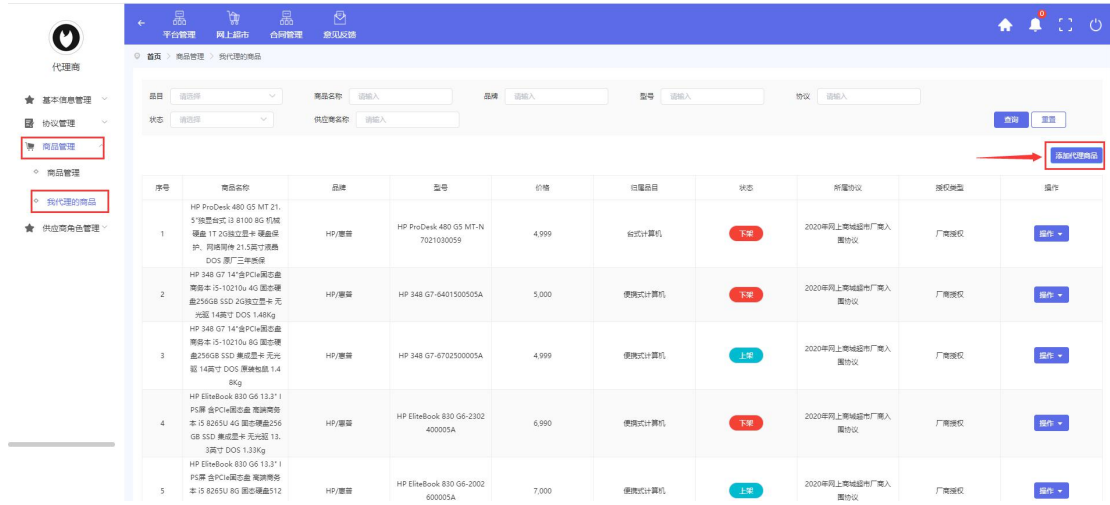 平台管理 网上超市 合同管理 意见反馈
0
代理商
首页 > 商品管理 > 我代理的商品
基本信息管理
协议管理
商品管理
商品管理
我代理的商品
供应商角色管理
品目 请选择 商品名称 请输入 品牌 请输入 型号 请输入 协议 请输入
状态 请选择 供应商名称 请输入 查询 重置
添加代理商品
序号 商品名称 品牌 型号 价格 归属品目 状态 所属协议 授权类型 操作
HP ProDesk 480 G5 MT 21.
5"独显台式 i3 8100 8G 机械
硬盘 1T 2G独立显卡 硬盘保
护、网络同传 21.5英寸液晶
DOS 原厂三年质保
1 HP/惠普 HP ProDesk 480 G5 MT-N
7021030059 4,999 台式计算机 下架 2020年网上商城超市厂商入
围协议 厂商授权 操作
HP 348 G7 14"含PCIe固态盘
商务本 i5-10210u 4G 固态硬
盘256GB SSD 2G独立显卡 无
光驱 14英寸 DOS 1.48Kg
2 HP/惠普 HP 348 G7-6401500505A 5,000 便携式计算机 下架 2020年网上商城超市厂商入
围协议 厂商授权 操作
HP 348 G7 14"含PCIe固态盘
商务本 i5-10210u 8G 固态硬
盘256GB SSD 集成显卡 无光
驱 14英寸 DOS 原装包鼠 1.4
8Kg
3 HP/惠普 HP 348 G7-6702500005A 4,999 便携式计算机 上架 2020年网上商城超市厂商入
围协议 厂商授权 操作
HP EliteBook 830 G6 13.3" I
PS屏 含PCIe固态盘 高端商务
本 i5 8265U 4G 固态硬盘256
GB SSD 集成显卡 无光驱 13.
3英寸 DOS 1.33Kg
4 HP/惠普 HP EliteBook 830 G6-2302
400005A 6,990 便携式计算机 下架 2020年网上商城超市厂商入
围协议 厂商授权 操作
HP EliteBook 830 G6 13.3" I
PS屏 含PCIe固态盘 高端商务
本 i5 8265U 8G 固态硬盘512
5 HP/惠普 HP EliteBook 830 G6-2002
600005A 7,000 便携式计算机 上架 2020年网上商城超市厂商入
围协议 厂商授权 操作